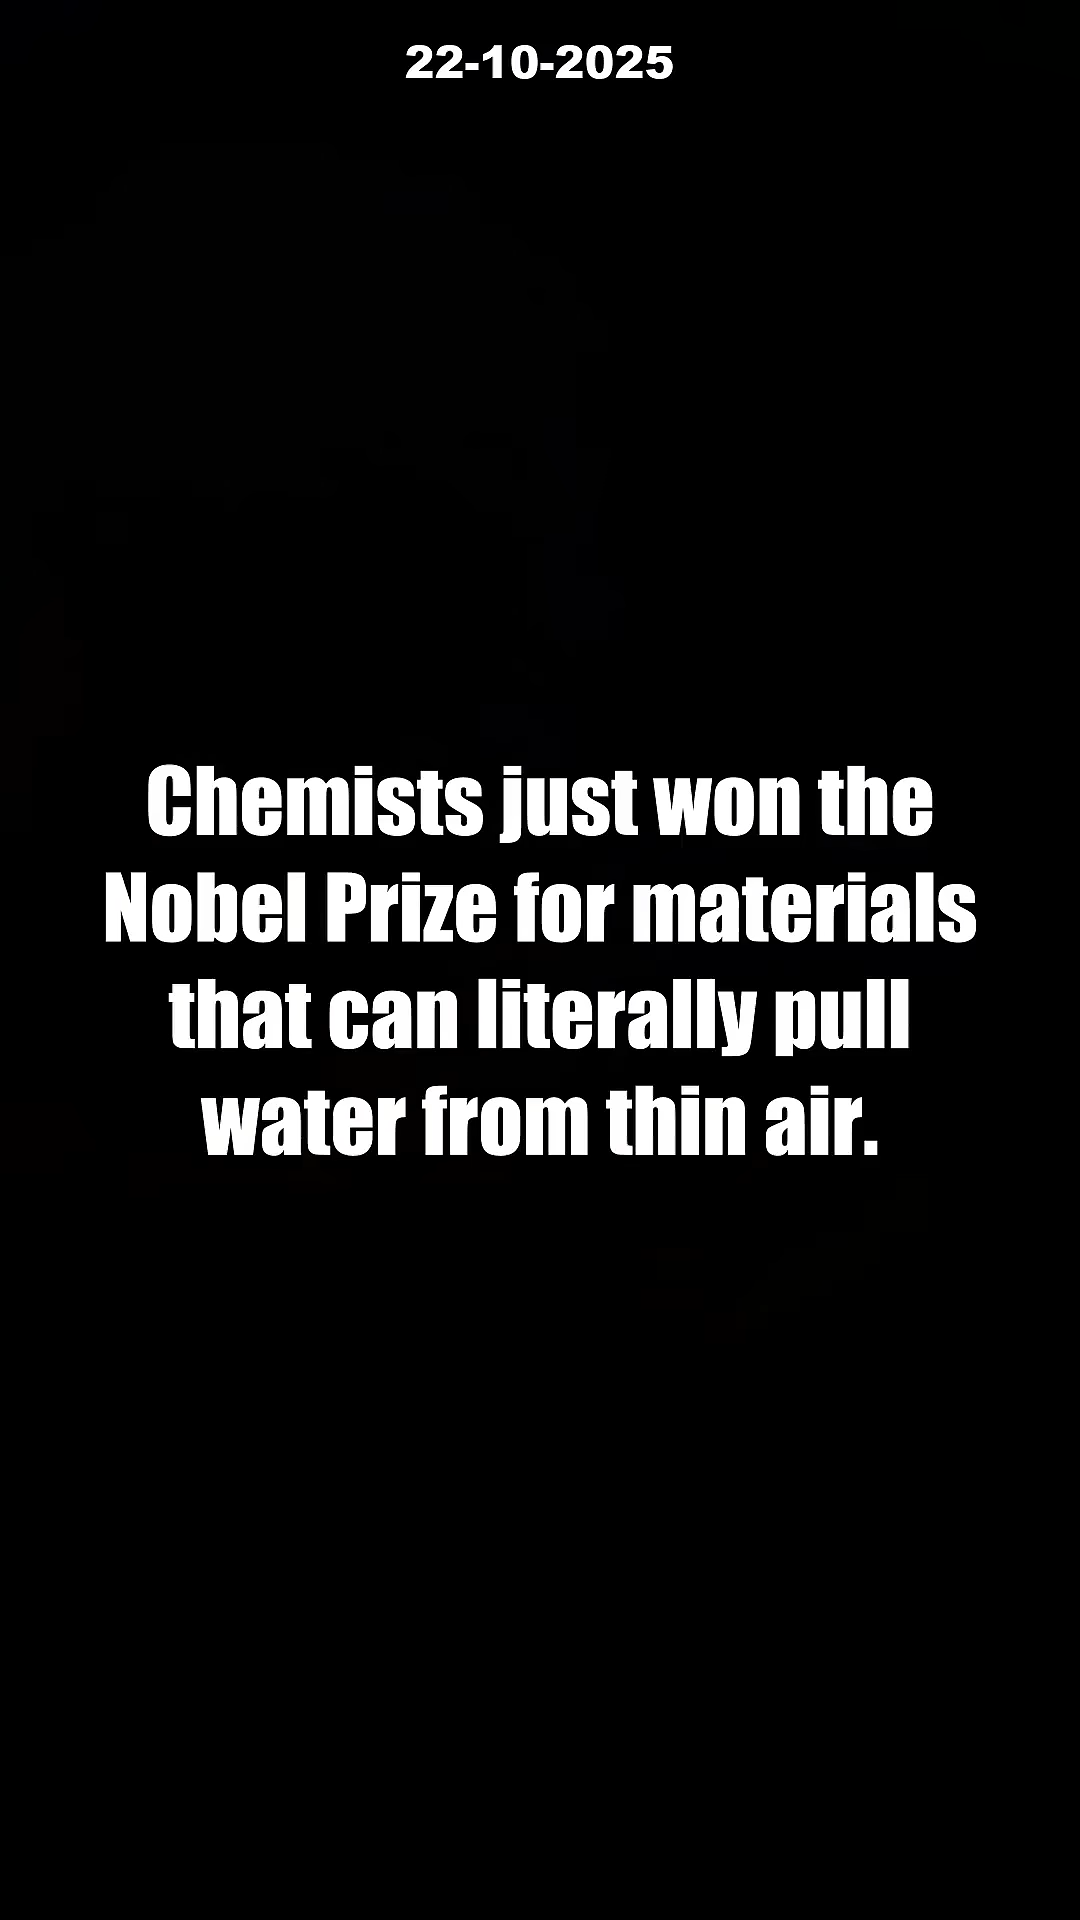 22-10-2025
Chemists just won the
Nobel Prize for materials
that can literally pull
water from thin air.